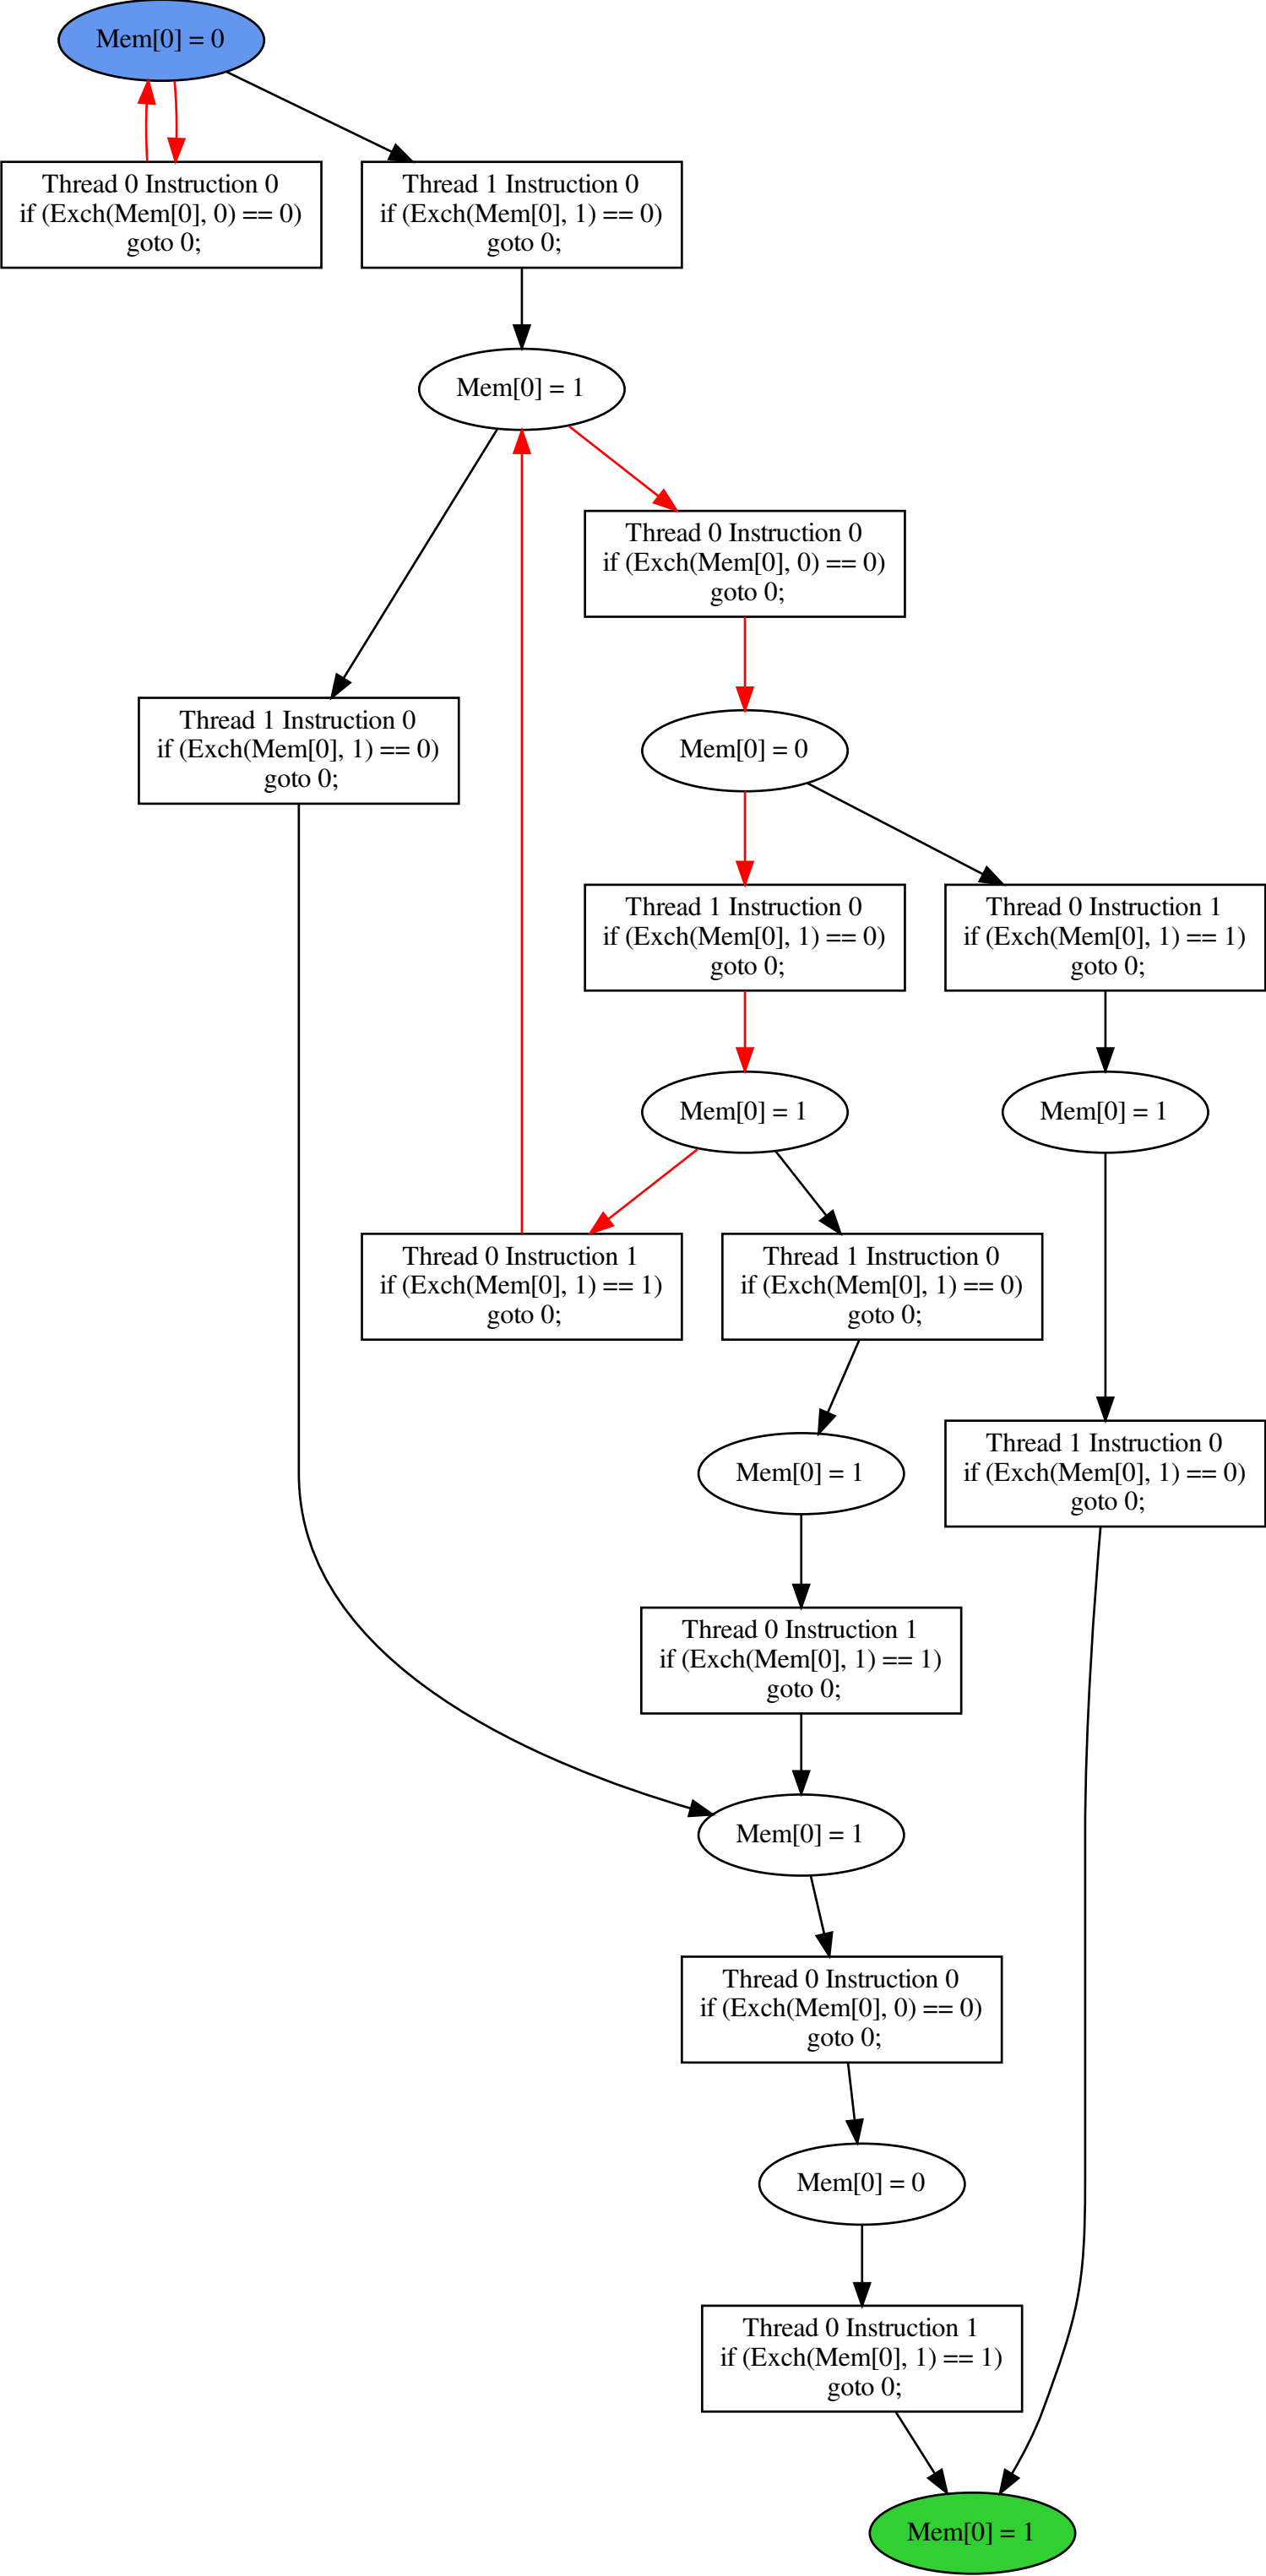 Mem[0] = 0
Thread 0 Instruction 0
if (Exch(Mem[0], 0) == 0)
goto 0;
Thread 1 Instruction 0
if (Exch(Mem[0], 1) == 0)
goto 0;
Mem[0] = 1
Thread 0 Instruction 0
if (Exch(Mem[0], 0) == 0)
goto 0;
Thread 1 Instruction 0
if (Exch(Mem[0], 1) == 0)
goto 0;
Mem[0] = 0
Thread 1 Instruction 0
if (Exch(Mem[0], 1) == 0)
goto 0;
Thread 0 Instruction 1
if (Exch(Mem[0], 1) == 1)
goto 0;
Mem[0] = 1
Mem[0] = 1
Thread 0 Instruction 1
if (Exch(Mem[0], 1) == 1)
goto 0;
Thread 1 Instruction 0
if (Exch(Mem[0], 1) == 0)
goto 0;
Mem[0] = 1
Thread 1 Instruction 0
if (Exch(Mem[0], 1) == 0)
goto 0;
Thread 0 Instruction 1
if (Exch(Mem[0], 1) == 1)
goto 0;
Mem[0] = 1
Thread 0 Instruction 0
if (Exch(Mem[0], 0) == 0)
goto 0;
Mem[0] = 0
Thread 0 Instruction 1
if (Exch(Mem[0], 1) == 1)
goto 0;
Mem[0] = 1